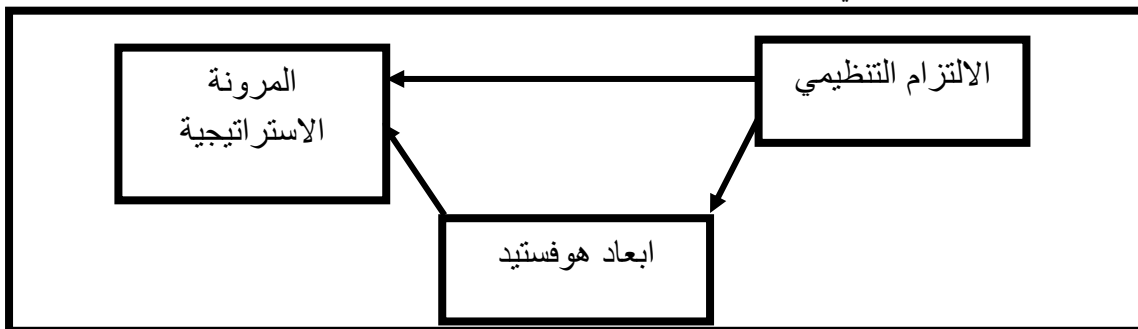 الالتزام التنظيمي
المرونة
الاستراتيجية
ابعاد هوفستيد